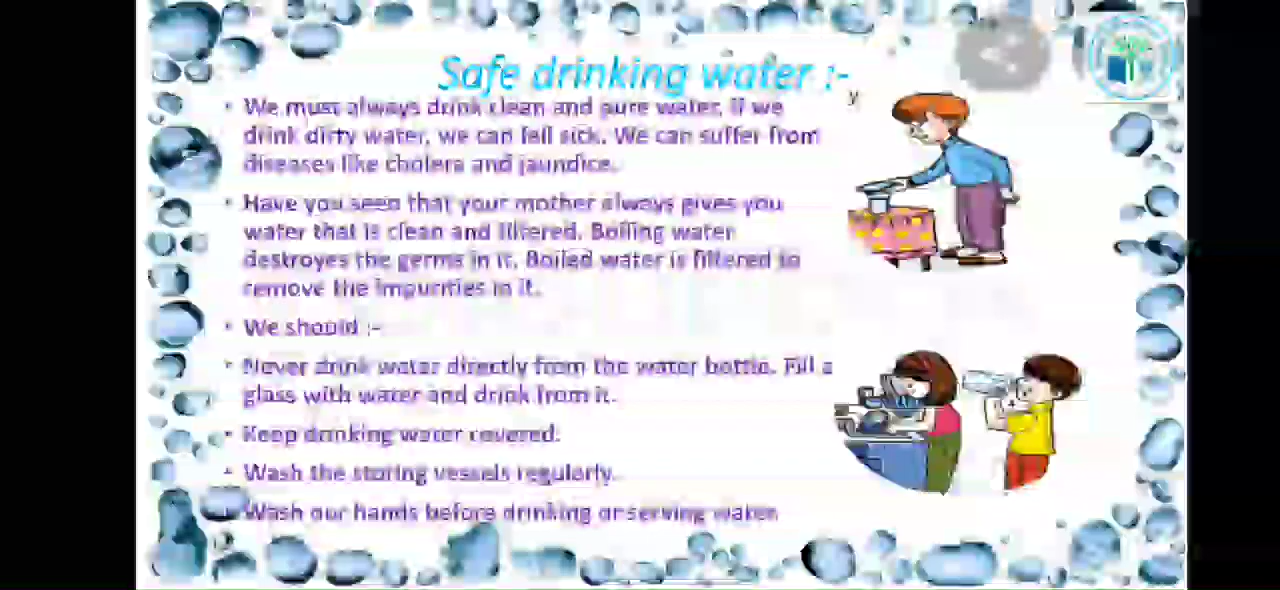 Safe drinking water :-
• We must always drink clean and pure water, if we
drink dirty water, we can fell sick. We can suffer from
diseases like cholera and jaundice.
• Have you seen that your mother always gives you
water that is clean and filtered. Boiling water
destroyes the germs in it. Boiled water is filtered to
remove the impurities in it.
• We should :-
• Never drink water directly from the water bottle. Fill a
glass with water and drink from it.
• Keep drinking water covered.
• Wash the storing vessels regularly.
• Wash our hands before drinking or serving water.
y